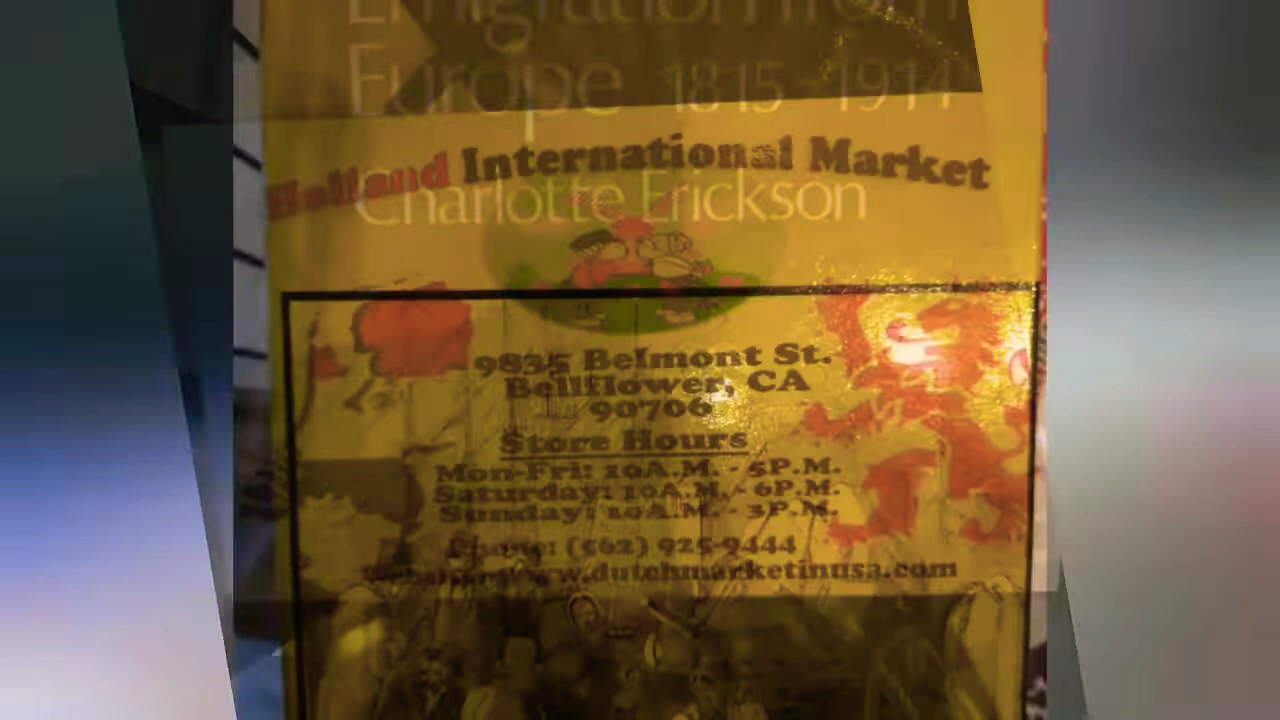 Emigration from
Europe 1815-1914
Holland International Market
Charlotte Erickson
9835 Belmont St.
Bellflower, CA
90706
Store Hours
Mon-Fri: 10A.M. - 5P.M.
Saturday: 10A.M. - 6P.M.
Sunday: 10A.M. - 3P.M.
Phone: (562) 925-9444
www.dutchmarketinusa.com